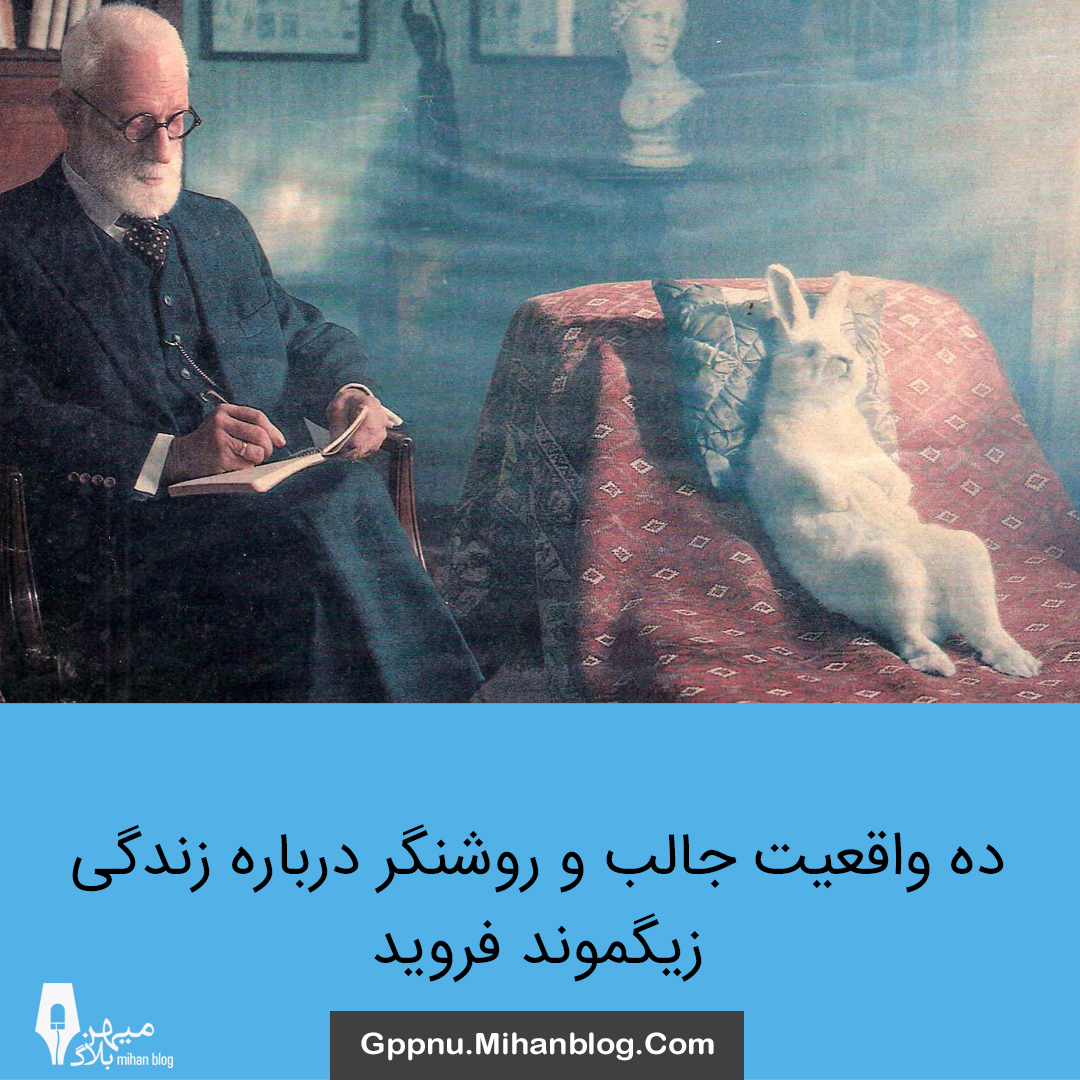 ده واقعیت جالب و روشنگر درباره زندگی
زیگموند فروید
میهن
بلاگ
mihan blog
Gppnu.Mihanblog.Com